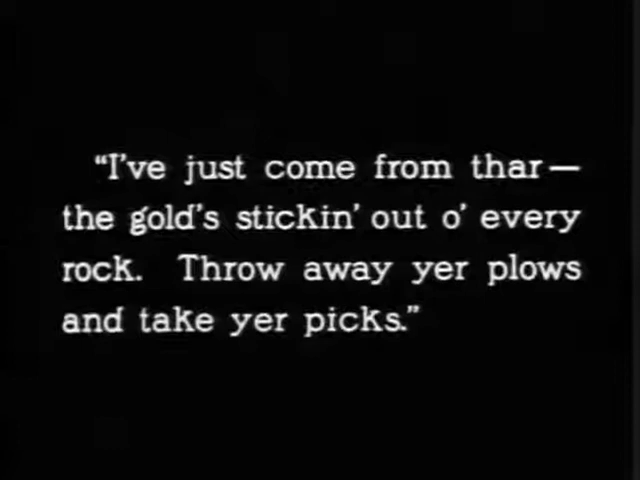 “I’ve just come from thar—
the gold’s stickin’ out o’ every
rock. Throw away yer plows
and take yer picks.”